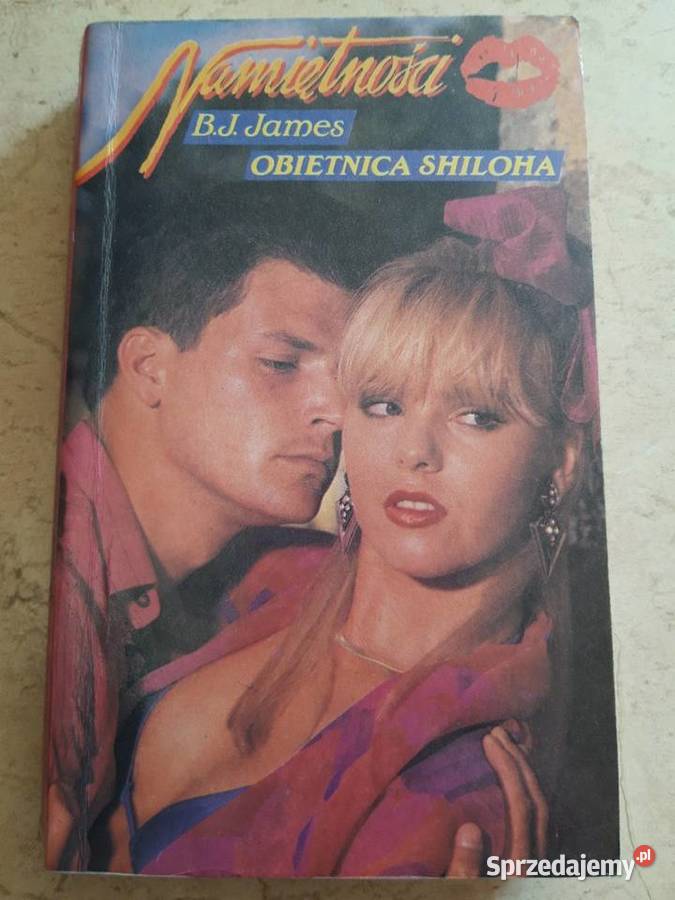 Namiętności
B.J. James
OBIETNICA SHILOHA
Sprzedajemy.pl